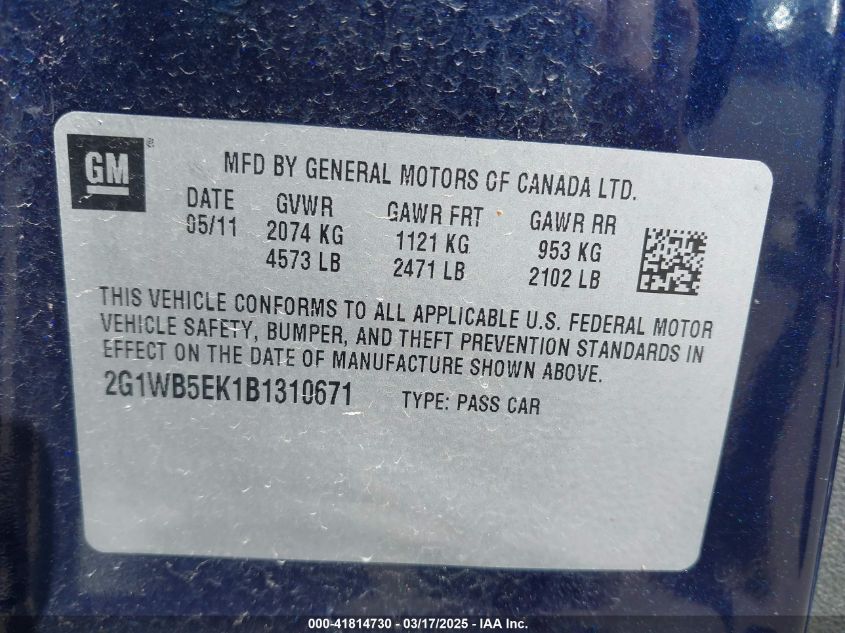 GM
MFD BY GENERAL MOTORS OF CANADA LTD.
DATE GVWR GAWR FRT GAWR RR
05/11 2074 KG 1121 KG 953 KG
4573 LB 2471 LB 2102 LB
THIS VEHICLE CONFORMS TO ALL APPLICABLE U.S. FEDERAL MOTOR
VEHICLE SAFETY, BUMPER, AND THEFT PREVENTION STANDARDS IN
EFFECT ON THE DATE OF MANUFACTURE SHOWN ABOVE.
2G1WB5EK1B1310671 TYPE: PASS CAR
000-41814730 - 03/17/2025 - IAA Inc.